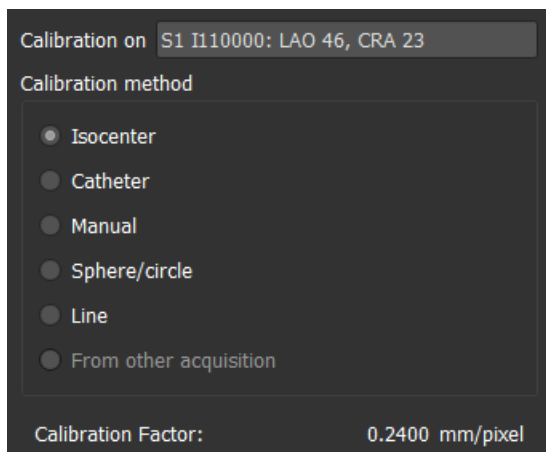 Calibration on S1 I110000: LAO 46, CRA 23
Calibration method
Isocenter
Catheter
Manual
Sphere/circle
Line
From other acquisition
Calibration Factor: 0.2400 mm/pixel